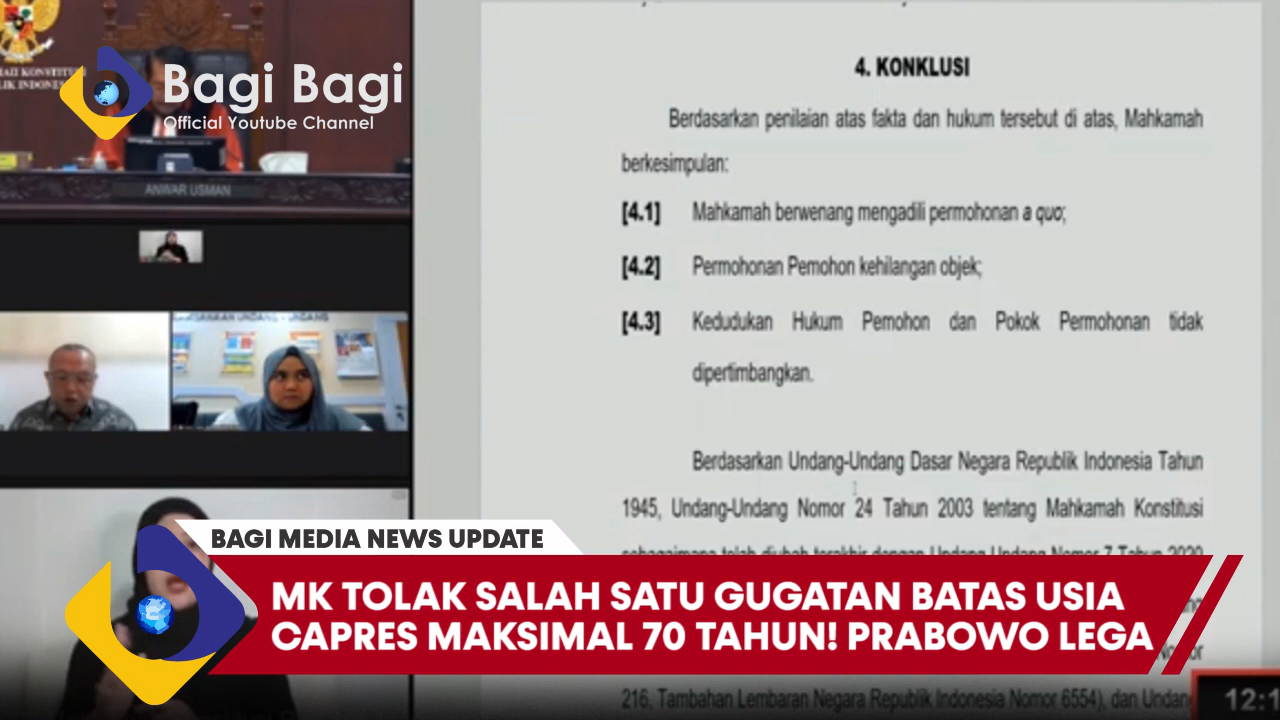 Bagi Bagi
Official Youtube Channel
ANWAR USMAN
4. KONKLUSI
Berdasarkan penilaian atas fakta dan hukum tersebut di atas, Mahkamah
berkesimpulan:
[4.1] Mahkamah berwenang mengadili permohonan a quo;
[4.2] Permohonan Pemohon kehilangan objek;
[4.3] Kedudukan Hukum Pemohon dan Pokok Permohonan tidak
dipertimbangkan.
Berdasarkan Undang-Undang Dasar Negara Republik Indonesia Tahun
1945, Undang-Undang Nomor 24 Tahun 2003 tentang Mahkamah Konstitusi
BAGI MEDIA NEWS UPDATE
MK TOLAK SALAH SATU GUGATAN BATAS USIA
CAPRES MAKSIMAL 70 TAHUN! PRABOWO LEGA
216, Tambahan Lembaran Negara Republik Indonesia Nomor 6554), dan
12:1